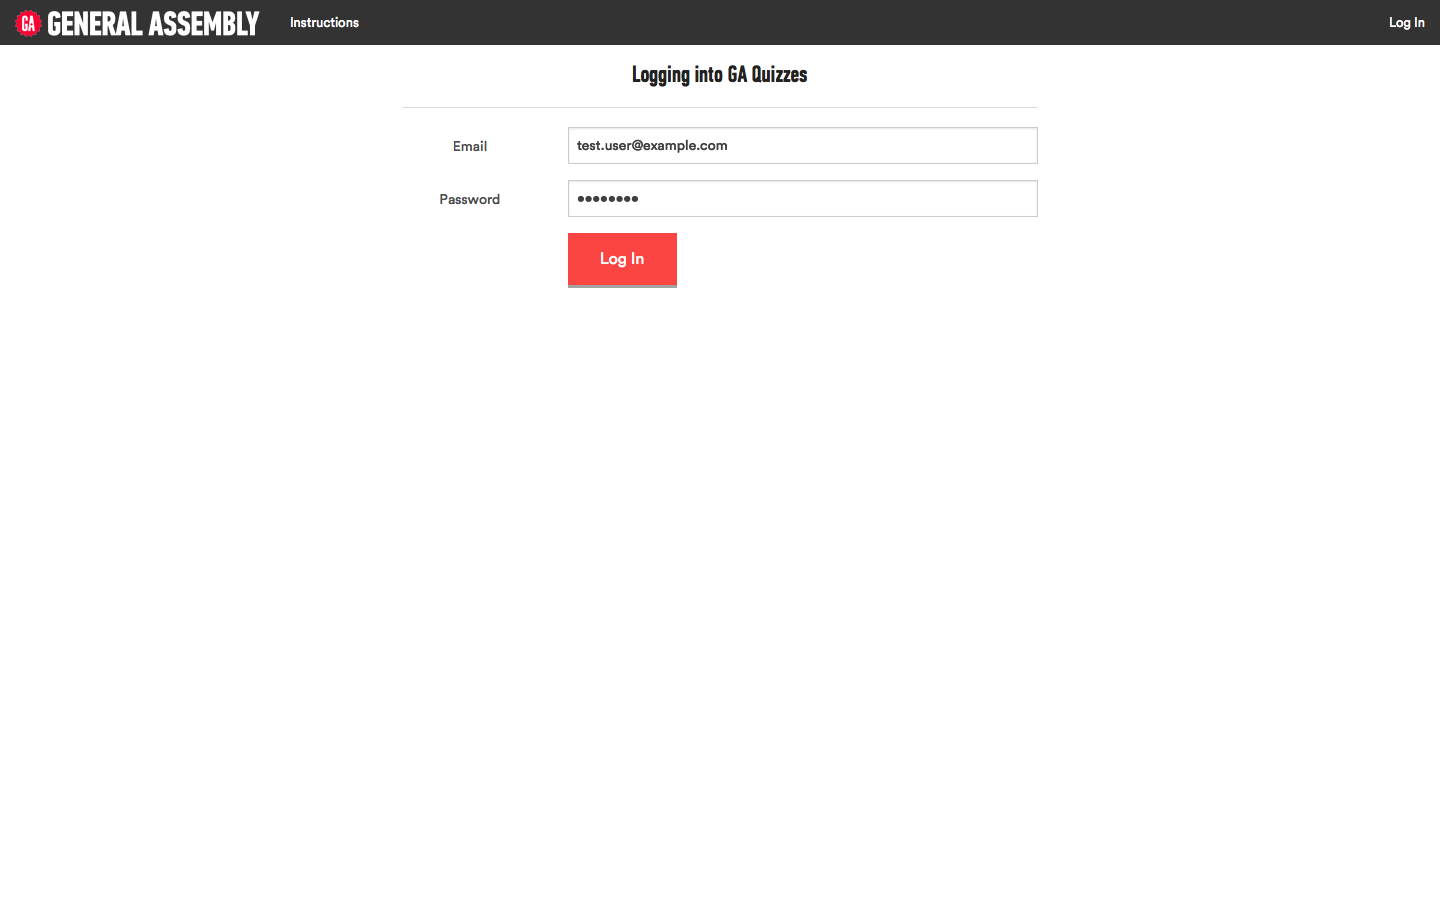 GA GENERAL ASSEMBLY Instructions Log In
Logging into GA Quizzes
Email test.user@example.com
Password ••••••••
Log In